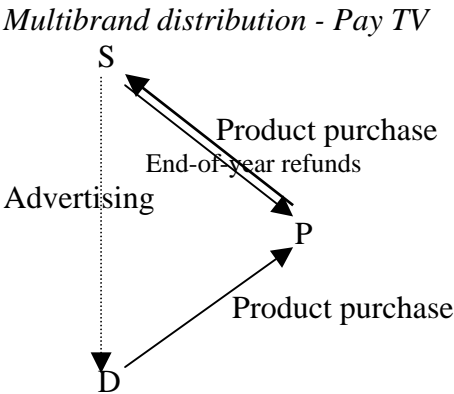 Multibrand distribution - Pay TV
S
Product purchase
End-of-year refunds
Advertising
P
Product purchase
D